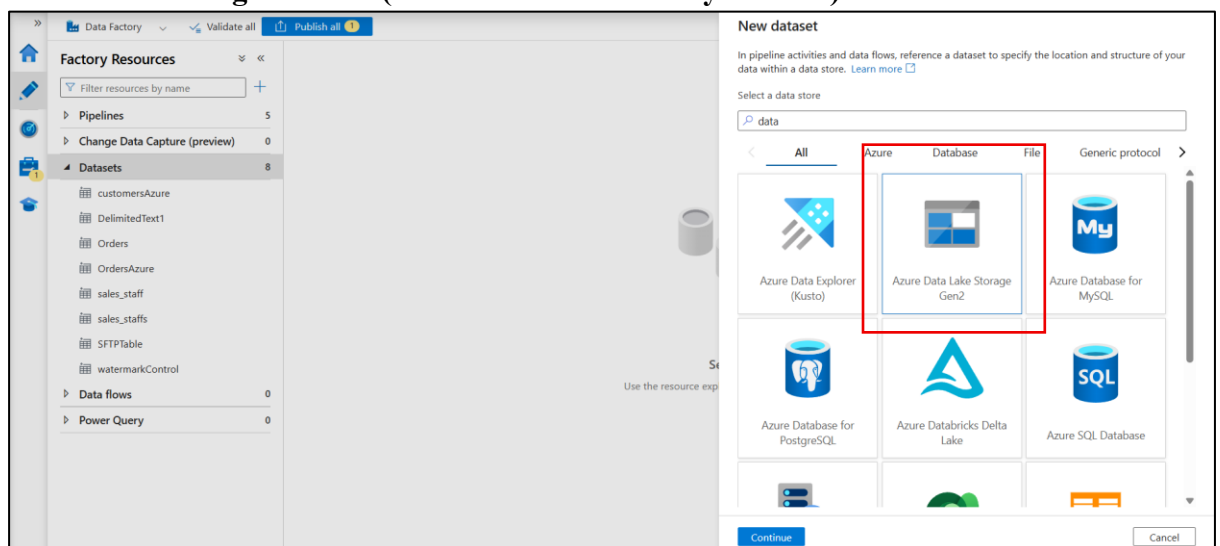 Data Factory
Validate all
Publish all 1
Factory Resources
Filter resources by name
Pipelines 5
Change Data Capture (preview) 0
Datasets 8
customersAzure
DelimitedText1
Orders
OrdersAzure
sales_staff
sales_staffs
SFTPTable
watermarkControl
Data flows 0
Power Query 0
1
Use the resource exp
New dataset
In pipeline activities and data flows, reference a dataset to specify the location and structure of your
data within a data store. Learn more
Select a data store
data
All Azure Database File Generic protocol
Azure Data Explorer
(Kusto)
Azure Data Lake Storage
Gen2
My
Azure Database for
MySQL
Azure Database for
PostgreSQL
Azure Databricks Delta
Lake
SQL
Azure SQL Database
Continue
Cancel